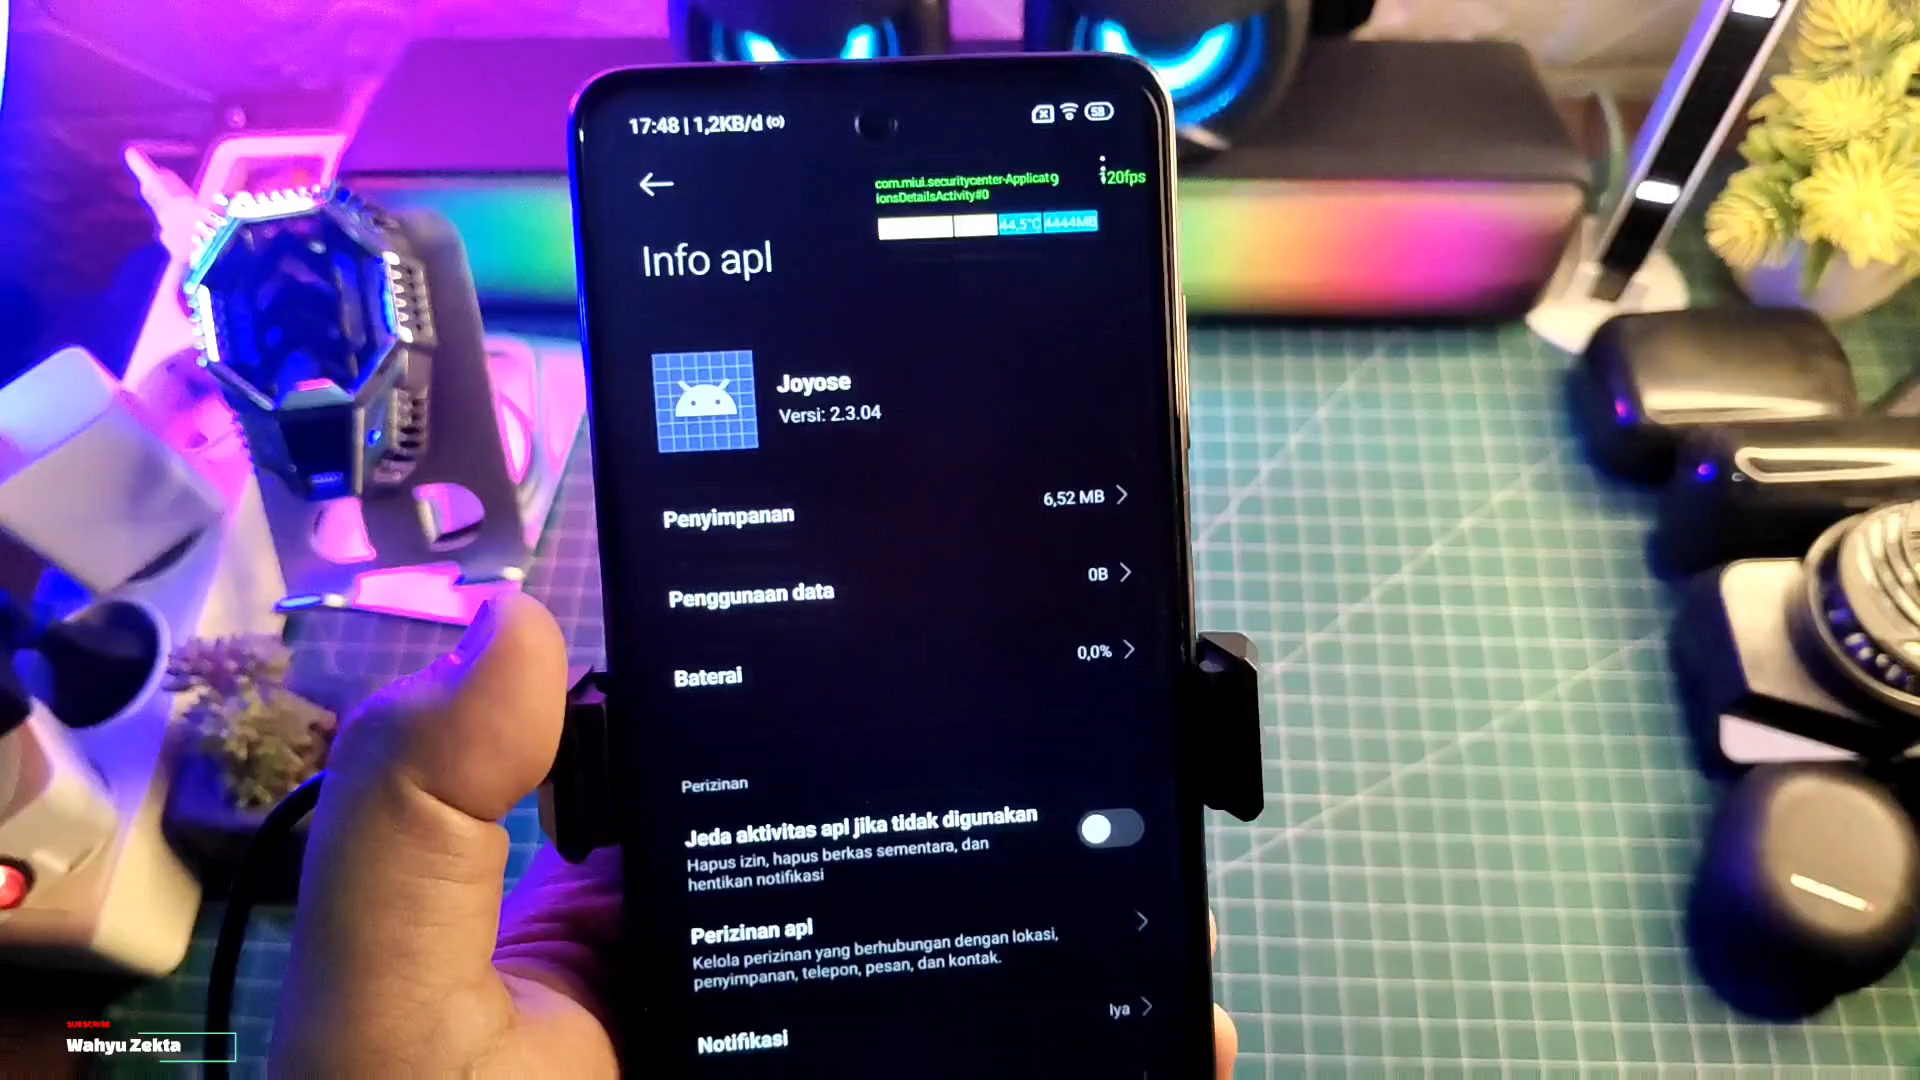 17:48 | 1,2KB/d
58
com.miui.securitycenter-Applicat
ionsDetailsActivity#0
120fps
44,5°C 4444MB
Info apl
Joyose
Versi: 2.3.04
Penyimpanan
6,52 MB
Penggunaan data
0B
Baterai
0,0%
Perizinan
Jeda aktivitas apl jika tidak digunakan
Hapus izin, hapus berkas sementara, dan
hentikan notifikasi
Perizinan apl
Kelola perizinan yang berhubungan dengan lokasi,
penyimpanan, telepon, pesan, dan kontak.
Notifikasi
Iya
SUBSCRIBE
Wahyu Zekta